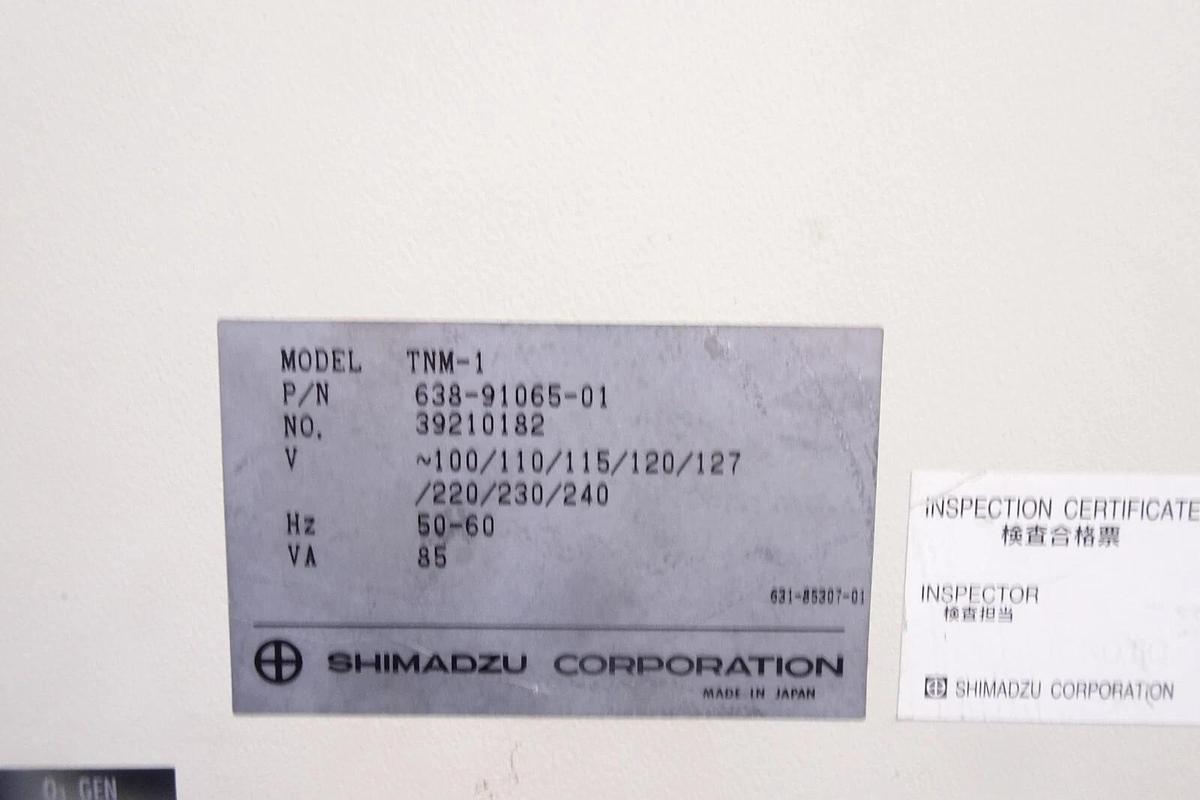 MODEL TNM-1
P/N 638-91065-01
NO. 39210182
V ~100/110/115/120/127
/220/230/240
Hz 50-60
VA 85
631-85307-01
SHIMADZU CORPORATION
MADE IN JAPAN
INSPECTION CERTIFICATE
検査合格票
INSPECTOR
検査担当
SHIMADZU CORPORATION
O₃ GEN